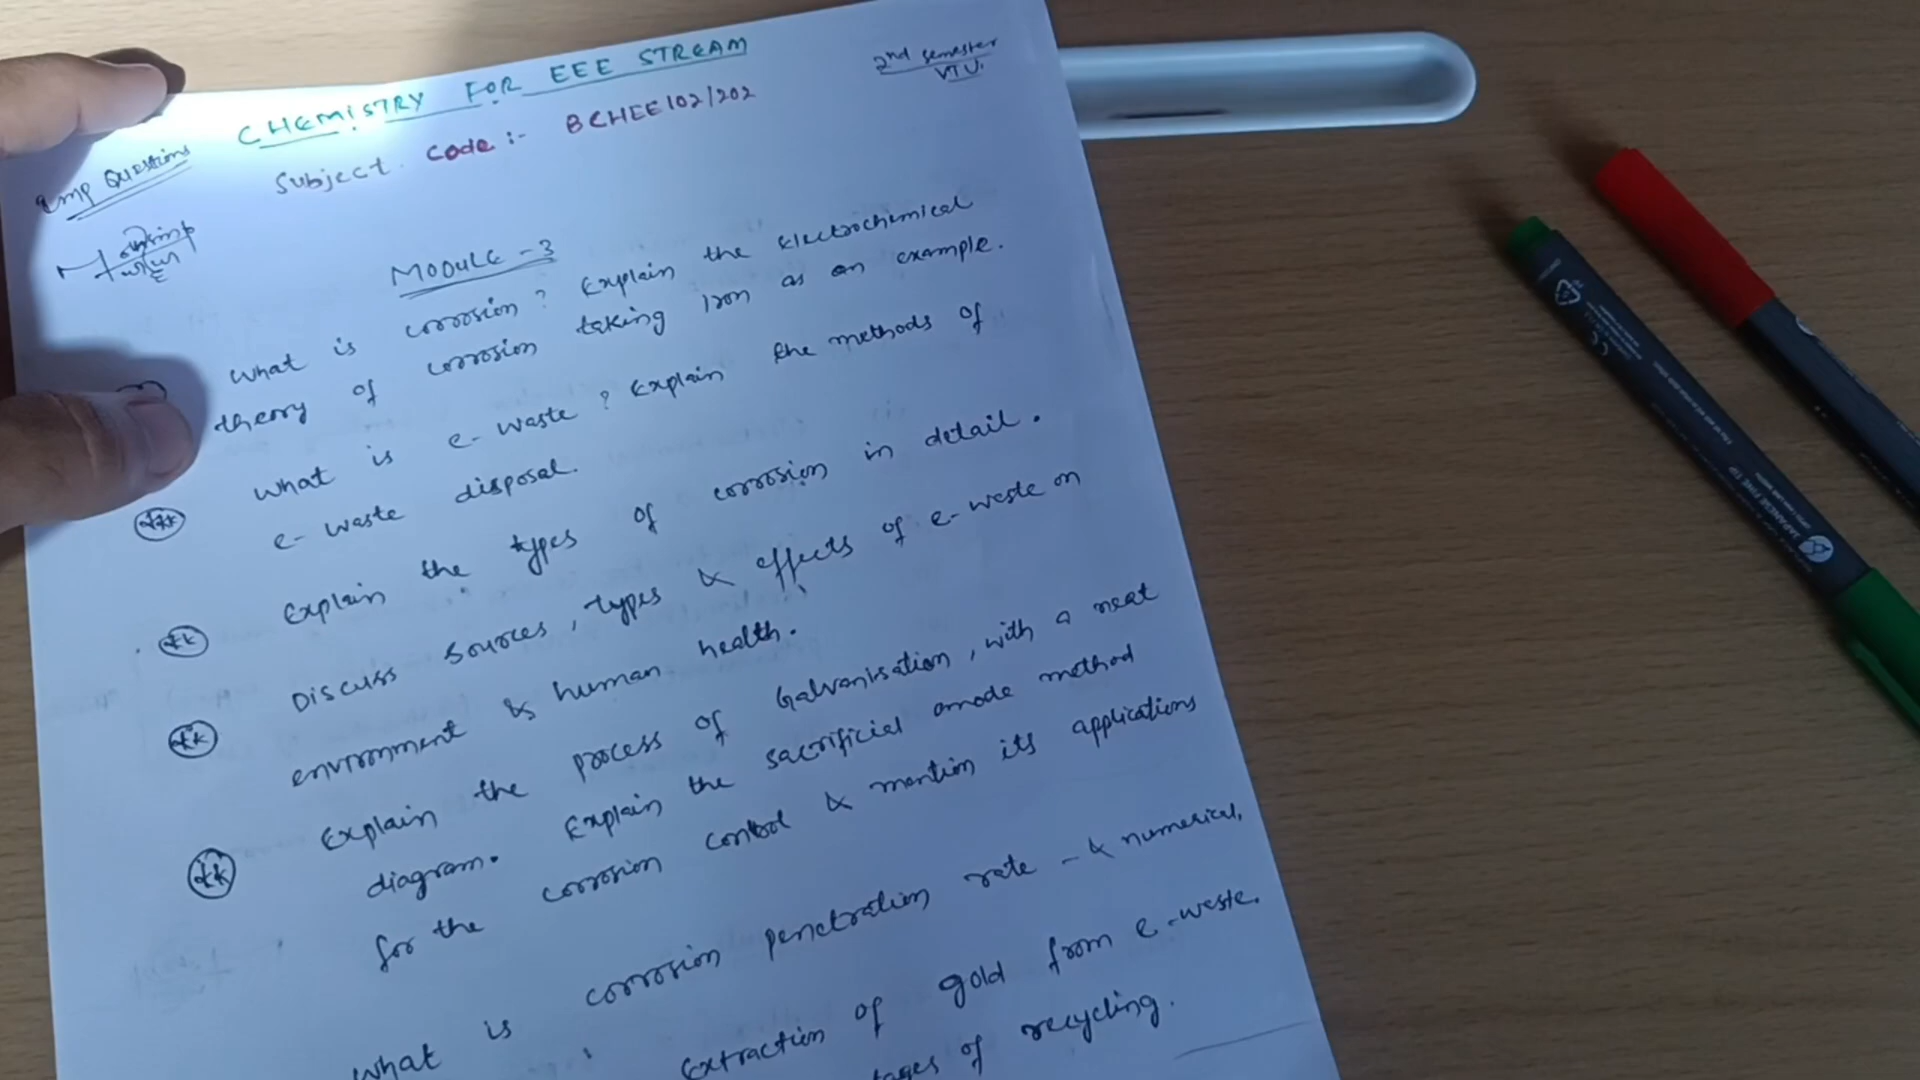 CHEMISTRY FOR EEE STREAM
2nd semester
VTU
Imp Questions
Subject Code :- BCHEE102/202
MODULE - 3
What is corrosion? Explain the Electrochemical
theory of corrosion taking Iron as an example.
What is e-waste? Explain the methods of
e-waste disposal.
Explain the types of corrosion in detail.
Discuss sources, types & effects of e-waste on
environment & human health.
Explain the process of Galvanisation, with a neat
diagram. Explain the sacrificial anode method
for the corrosion control & mention its applications
What is corrosion penetration rate - & numerical,
Extraction of gold from e-waste.
of recycling.